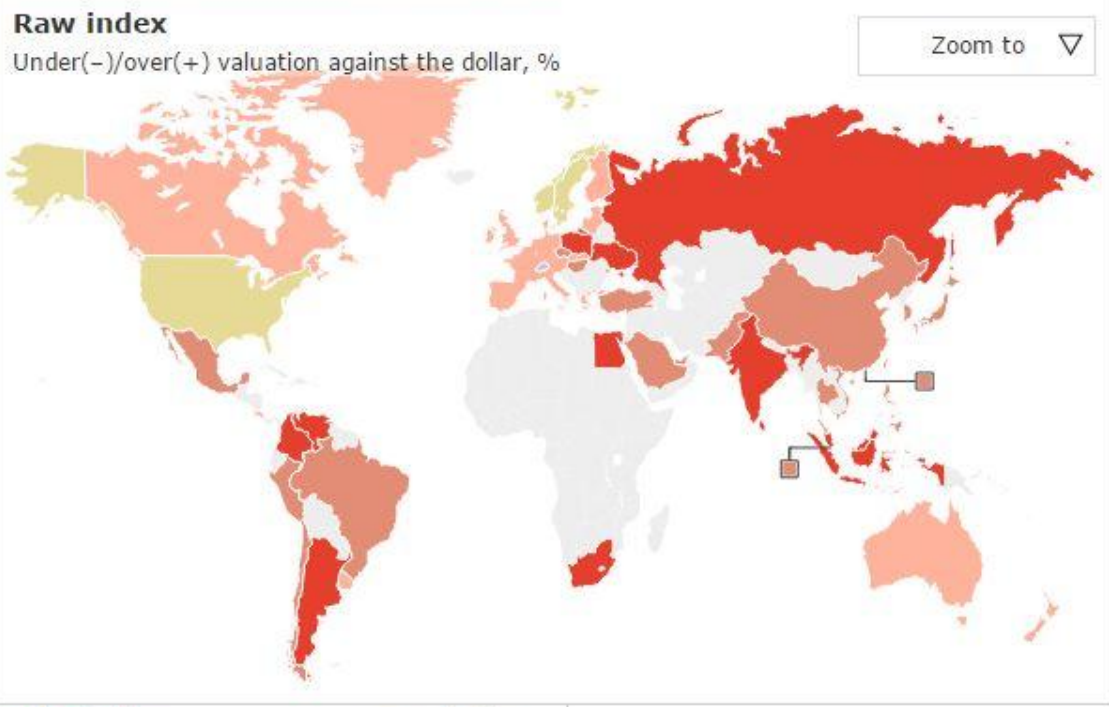 Raw index
Under(–)/over(+) valuation against the dollar, %
Zoom to